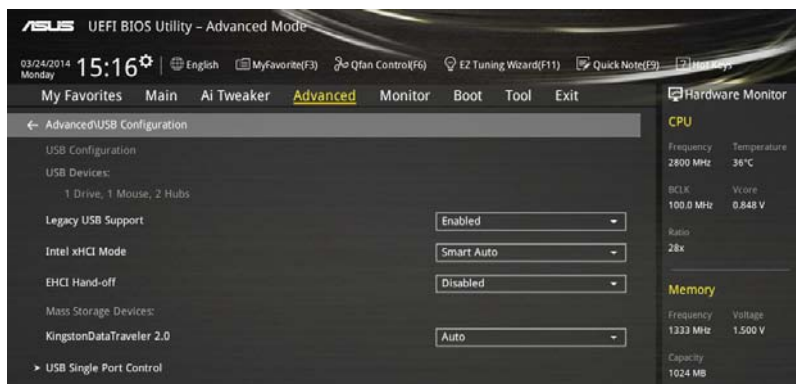 ASUS UEFI BIOS Utility – Advanced Mode
03/24/2014 Monday 15:16 English MyFavorite(F3) Qfan Control(F6) EZ Tuning Wizard(F11) Quick Note(F9) ? Hot Keys
My Favorites Main Ai Tweaker Advanced Monitor Boot Tool Exit
← Advanced\USB Configuration
USB Configuration
USB Devices:
1 Drive, 1 Mouse, 2 Hubs
Legacy USB Support Enabled
Intel xHCI Mode Smart Auto
EHCI Hand-off Disabled
Mass Storage Devices:
KingstonDataTraveler 2.0 Auto
> USB Single Port Control
Hardware Monitor
CPU
Frequency Temperature
2800 MHz 36°C
BCLK Vcore
100.0 MHz 0.848 V
Ratio
28x
Memory
Frequency Voltage
1333 MHz 1.500 V
Capacity
1024 MB